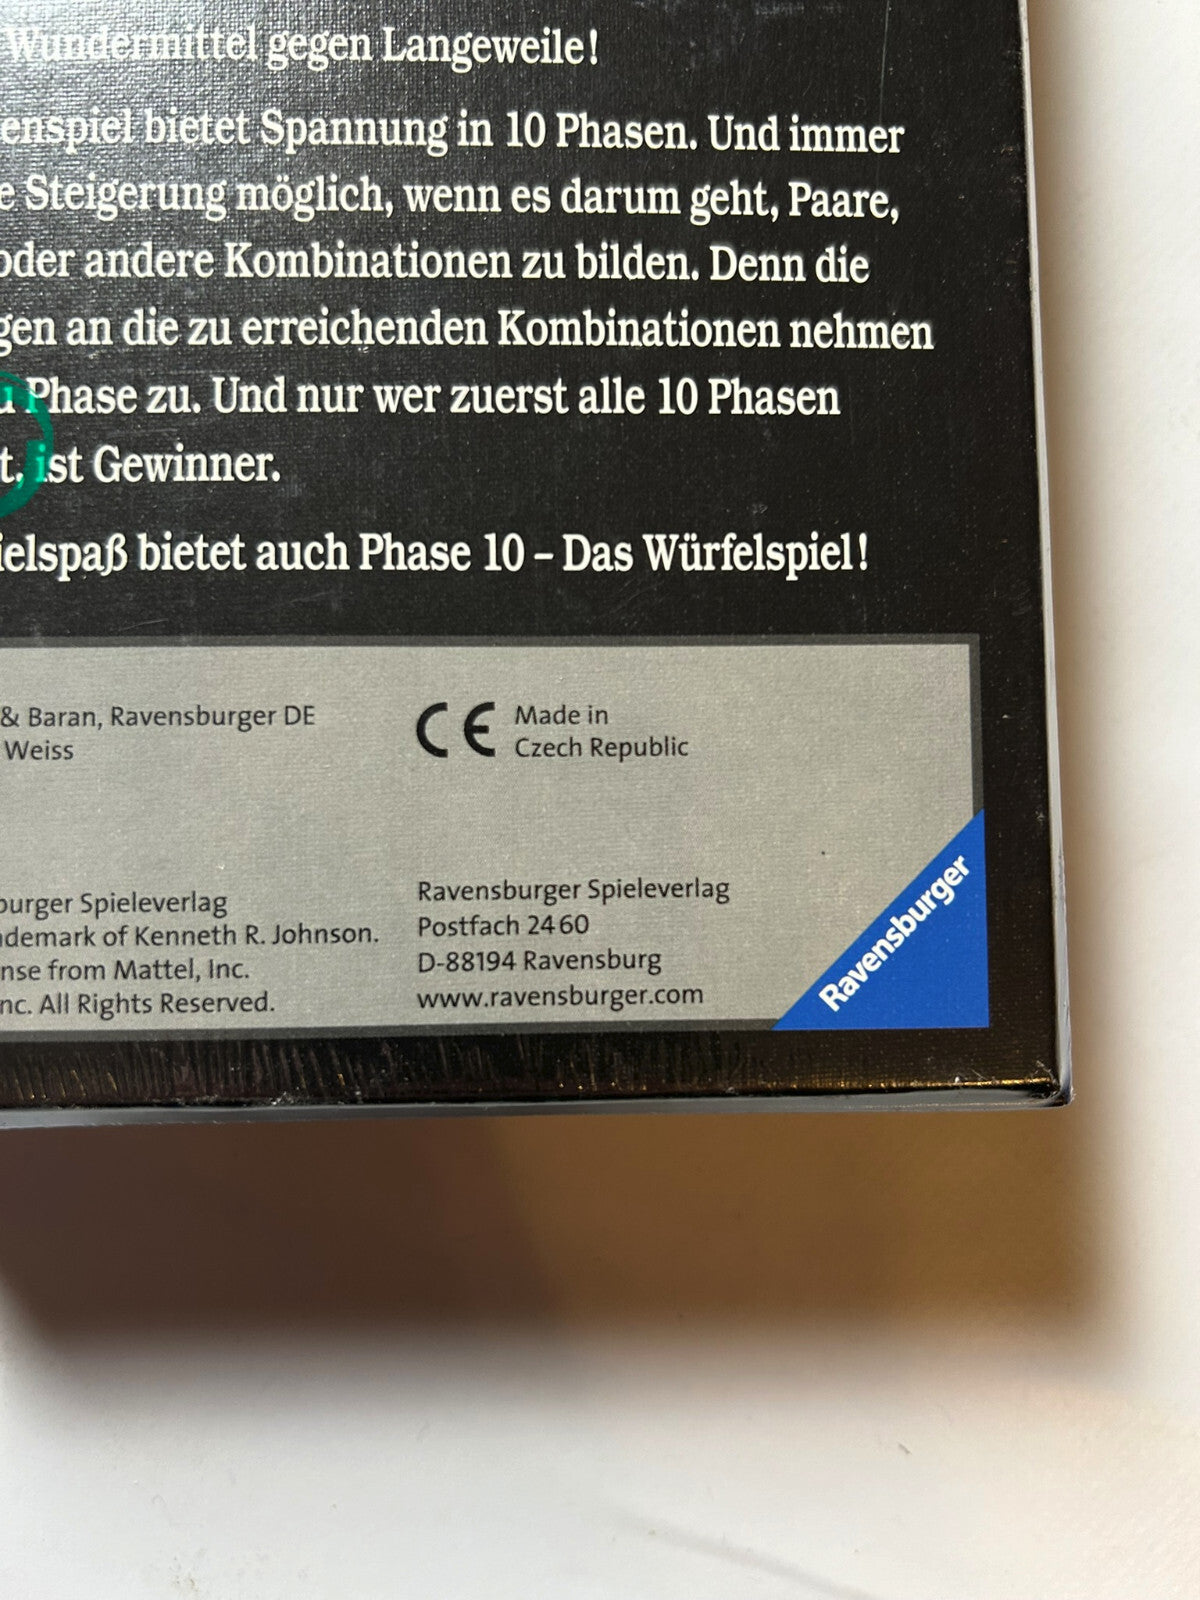 Wundermittel gegen Langeweile!
enspiel bietet Spannung in 10 Phasen. Und immer
e Steigerung möglich, wenn es darum geht, Paare,
oder andere Kombinationen zu bilden. Denn die
gen an die zu erreichenden Kombinationen nehmen
u Phase zu. Und nur wer zuerst alle 10 Phasen
t, ist Gewinner.
ielspaß bietet auch Phase 10 – Das Würfelspiel!
& Baran, Ravensburger DE
Weiss
CE Made in
Czech Republic
burger Spieleverlag
ademark of Kenneth R. Johnson.
nse from Mattel, Inc.
nc. All Rights Reserved.
Ravensburger Spieleverlag
Postfach 24 60
D-88194 Ravensburg
www.ravensburger.com
Ravensburger